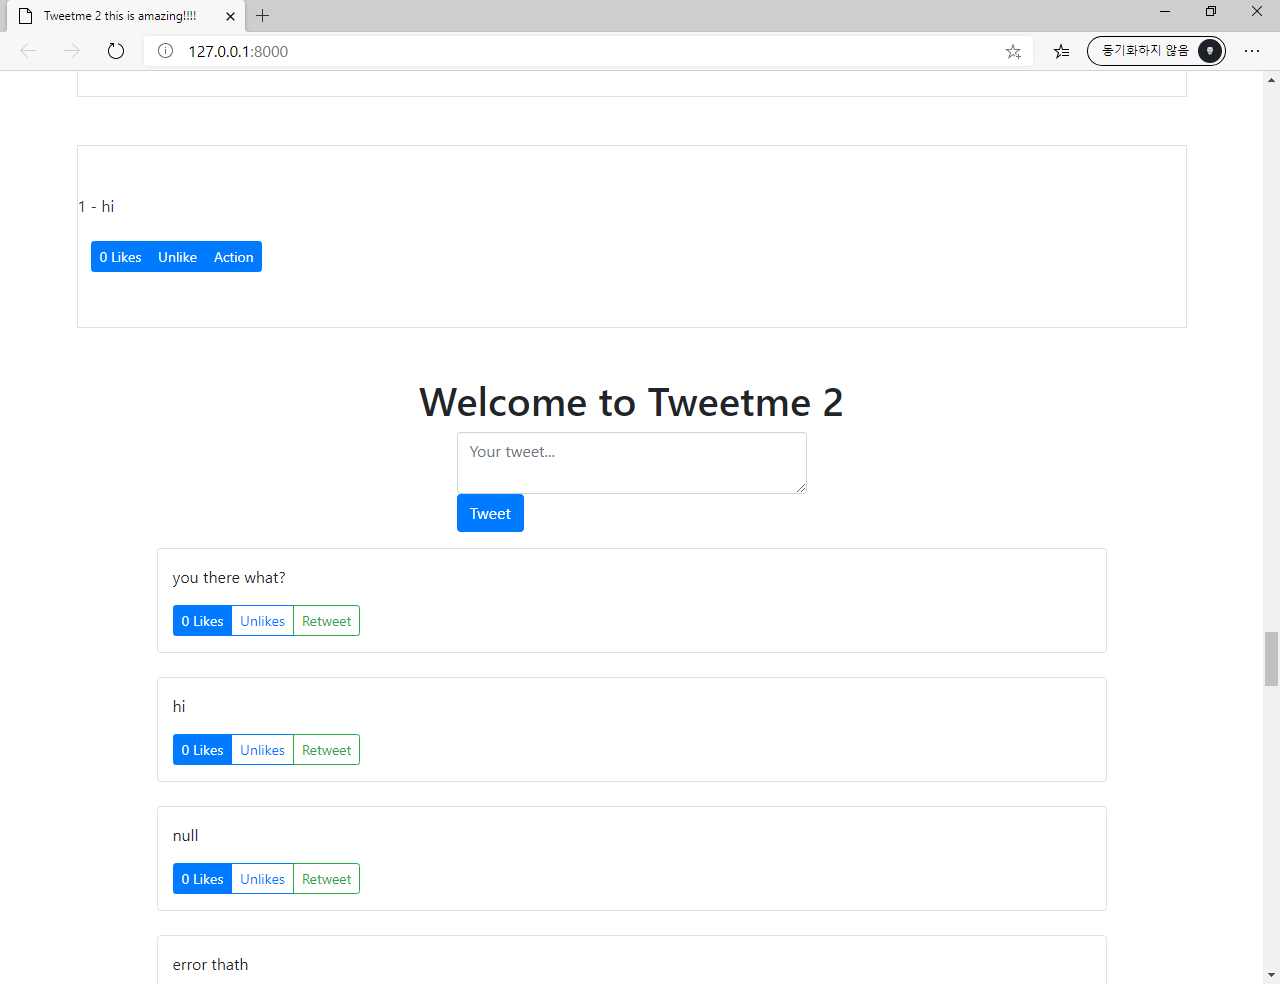 Tweetme 2 this is amazing!!!!
127.0.0.1:8000
동기화하지 않음
1 - hi
0 Likes Unlike Action
Welcome to Tweetme 2
Your tweet...
Tweet
you there what?
0 Likes Unlikes Retweet
hi
0 Likes Unlikes Retweet
null
0 Likes Unlikes Retweet
error thath